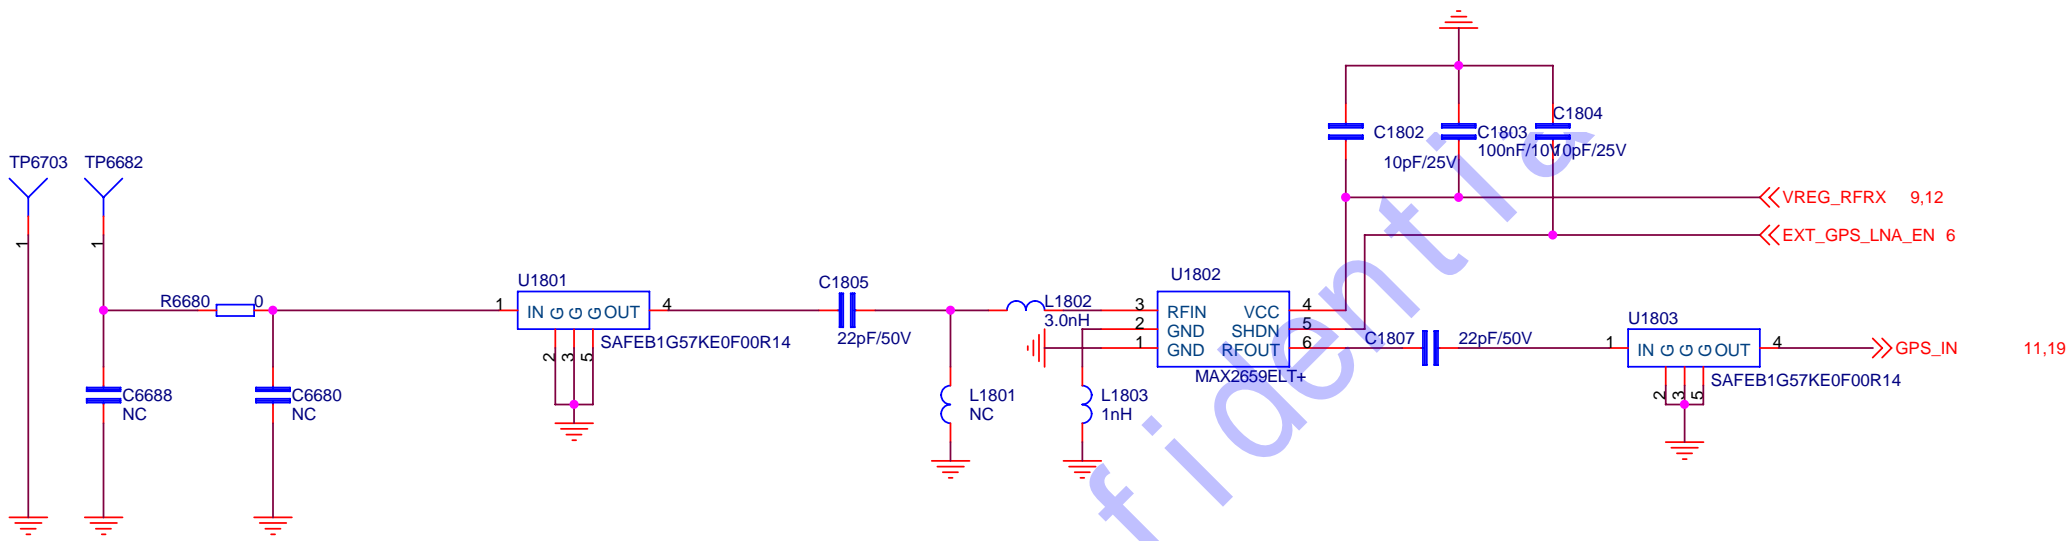 C1804
C1802
C1803
100nF/10V
10pF/25V
10pF/25V
TP6703
TP6682
VREG_RFRX 9,12
1
1
EXT_GPS_LNA_EN 6
U1801
C1805
U1802
R6680
0
1
IN G G G OUT
4
L1802
3.0nH
3
RFIN
VCC
4
2
GND
SHDN
5
1
GND
RFOUT
6
U1803
22pF/50V
SAFEB1G57KE0F00R14
C1807
22pF/50V
1
IN G G G OUT
4
GPS_IN 11,19
2
3
5
MAX2659ELT+
SAFEB1G57KE0F00R14
C6688
NC
C6680
NC
L1801
NC
L1803
1nH
2
3
5
fidentia